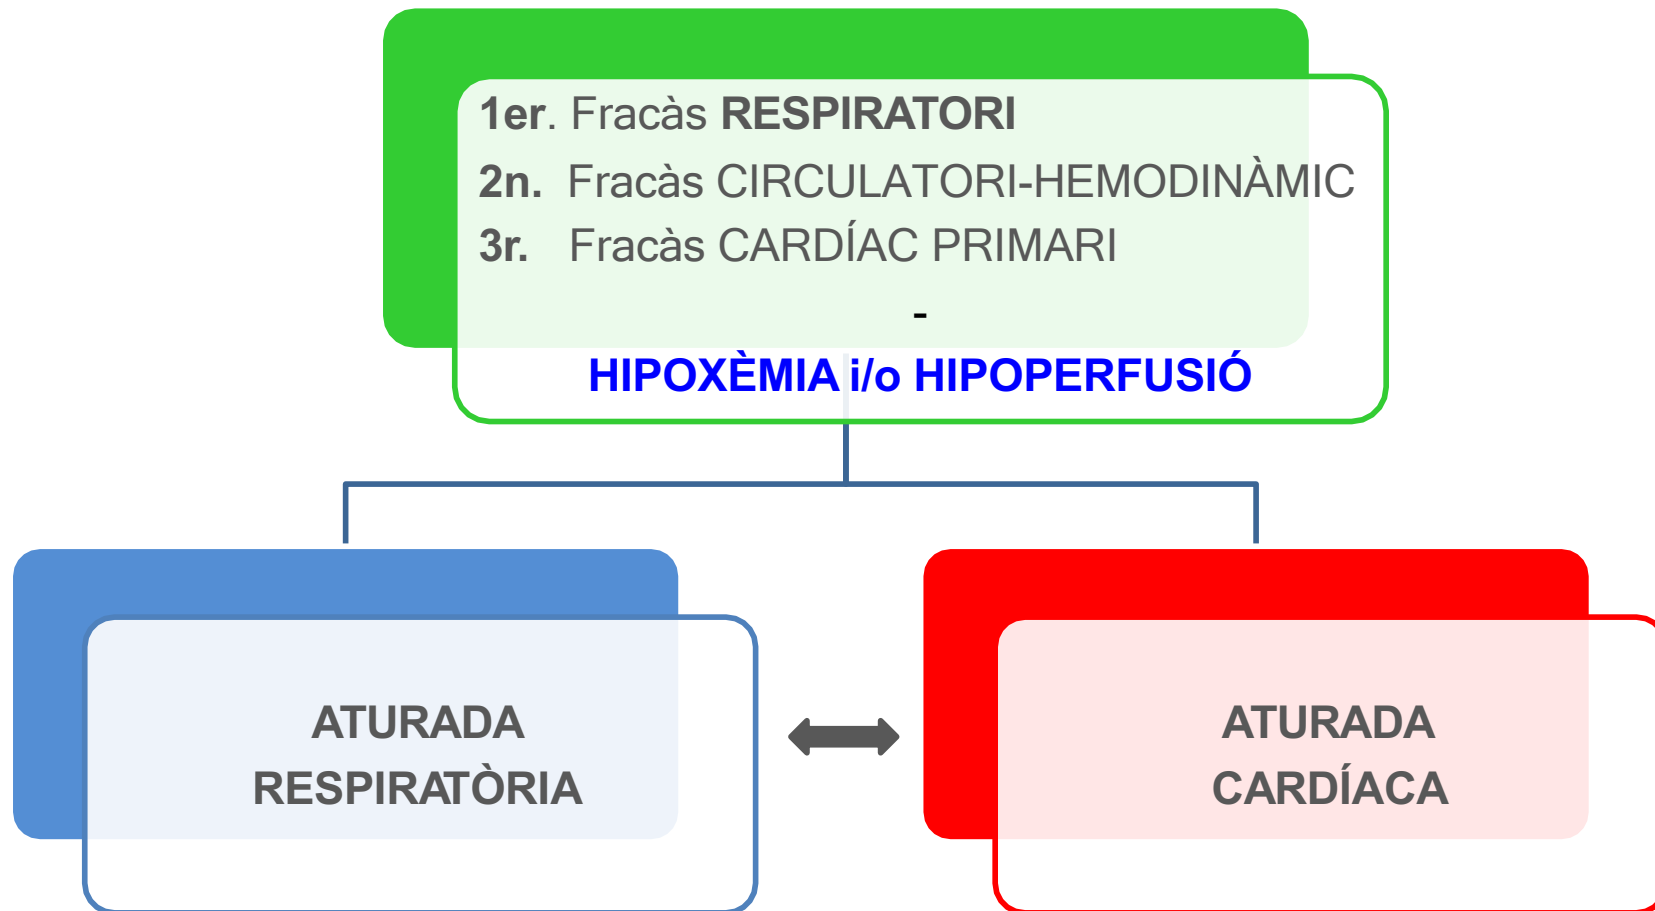 1er. Fracàs RESPIRATORI
2n. Fracàs CIRCULATORI-HEMODINÀMIC
3r. Fracàs CARDÍAC PRIMARI
-
HIPOXÈMIA i/o HIPOPERFUSIÓ
ATURADA
RESPIRATÒRIA
ATURADA
CARDÍACA